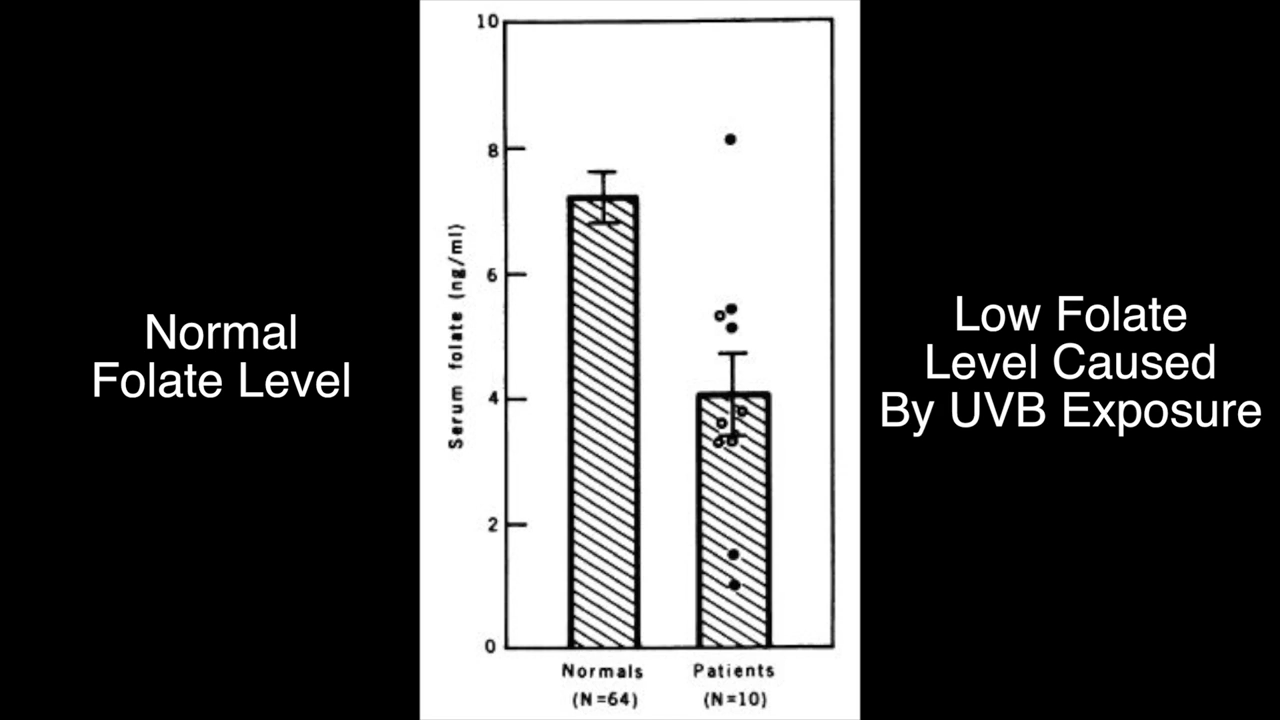 Normal
Folate Level
10
8
6
4
2
0
Serum folate (ng/ml)
Normals
(N=64)
Patients
(N=10)
Low Folate
Level Caused
By UVB Exposure